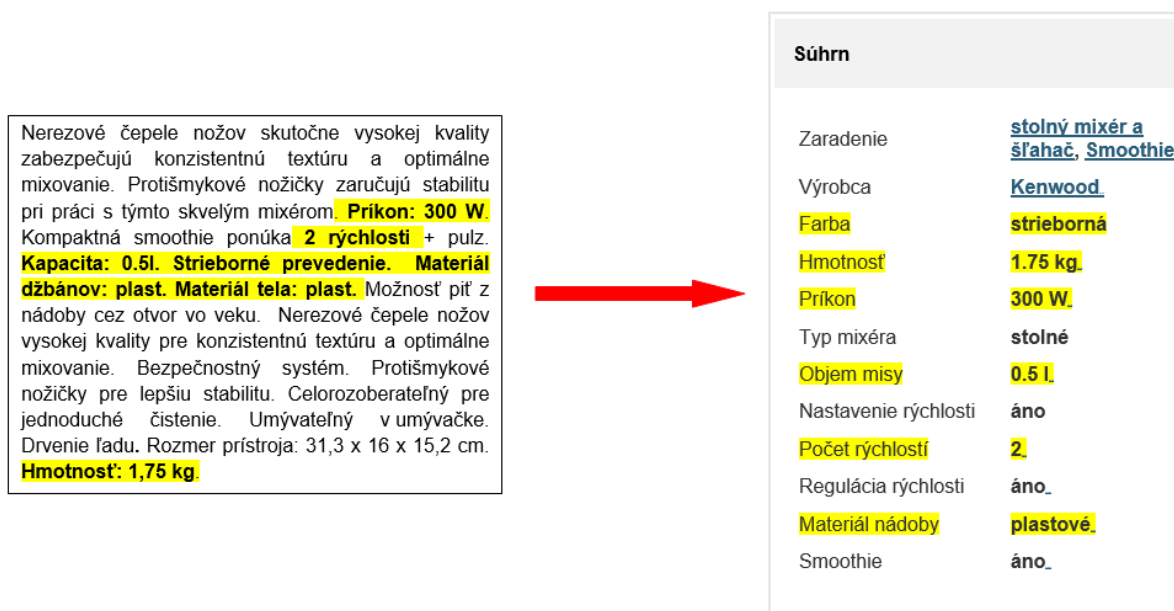 Nerezové čepele nožov skutočne vysokej kvality
zabezpečujú konzistentnú textúru a optimálne
mixovanie. Protišmykové nožičky zaručujú stabilitu
pri práci s týmto skvelým mixérom. Príkon: 300 W.
Kompaktná smoothie ponúka 2 rýchlosti + pulz.
Kapacita: 0.5l. Strieborné prevedenie. Materiál
džbánov: plast. Materiál tela: plast. Možnosť piť z
nádoby cez otvor vo veku. Nerezové čepele nožov
vysokej kvality pre konzistentnú textúru a optimálne
mixovanie. Bezpečnostný systém. Protišmykové
nožičky pre lepšiu stabilitu. Celorozoberateľný pre
jednoduché čistenie. Umývateľný v umývačke.
Drvenie ľadu. Rozmer prístroja: 31,3 x 16 x 15,2 cm.
Hmotnosť: 1,75 kg.
Súhrn
Zaradenie stolný mixér a
šľahač, Smoothie
Výrobca Kenwood
Farba strieborná
Hmotnosť 1.75 kg
Príkon 300 W
Typ mixéra stolné
Objem misy 0.5 l
Nastavenie rýchlosti áno
Počet rýchlostí 2
Regulácia rýchlosti áno
Materiál nádoby plastové
Smoothie áno